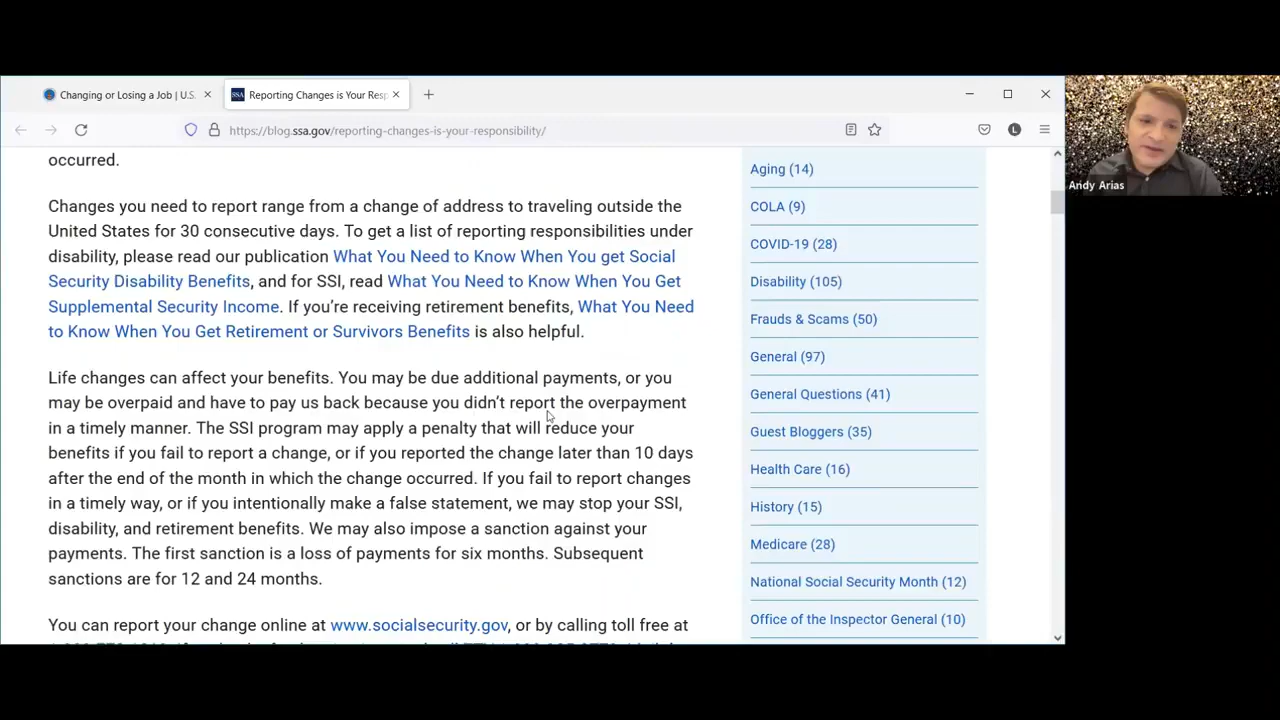 Changing or Losing a Job | U.S.
Reporting Changes is Your Resp
https://blog.ssa.gov/reporting-changes-is-your-responsibility/
L
occurred.
Changes you need to report range from a change of address to traveling outside the
United States for 30 consecutive days. To get a list of reporting responsibilities under
disability, please read our publication What You Need to Know When You get Social
Security Disability Benefits, and for SSI, read What You Need to Know When You Get
Supplemental Security Income. If you’re receiving retirement benefits, What You Need
to Know When You Get Retirement or Survivors Benefits is also helpful.
Life changes can affect your benefits. You may be due additional payments, or you
may be overpaid and have to pay us back because you didn’t report the overpayment
in a timely manner. The SSI program may apply a penalty that will reduce your
benefits if you fail to report a change, or if you reported the change later than 10 days
after the end of the month in which the change occurred. If you fail to report changes
in a timely way, or if you intentionally make a false statement, we may stop your SSI,
disability, and retirement benefits. We may also impose a sanction against your
payments. The first sanction is a loss of payments for six months. Subsequent
sanctions are for 12 and 24 months.
You can report your change online at www.socialsecurity.gov, or by calling toll free at
Aging (14)
COLA (9)
COVID-19 (28)
Disability (105)
Frauds & Scams (50)
General (97)
General Questions (41)
Guest Bloggers (35)
Health Care (16)
History (15)
Medicare (28)
National Social Security Month (12)
Office of the Inspector General (10)
Andy Arias